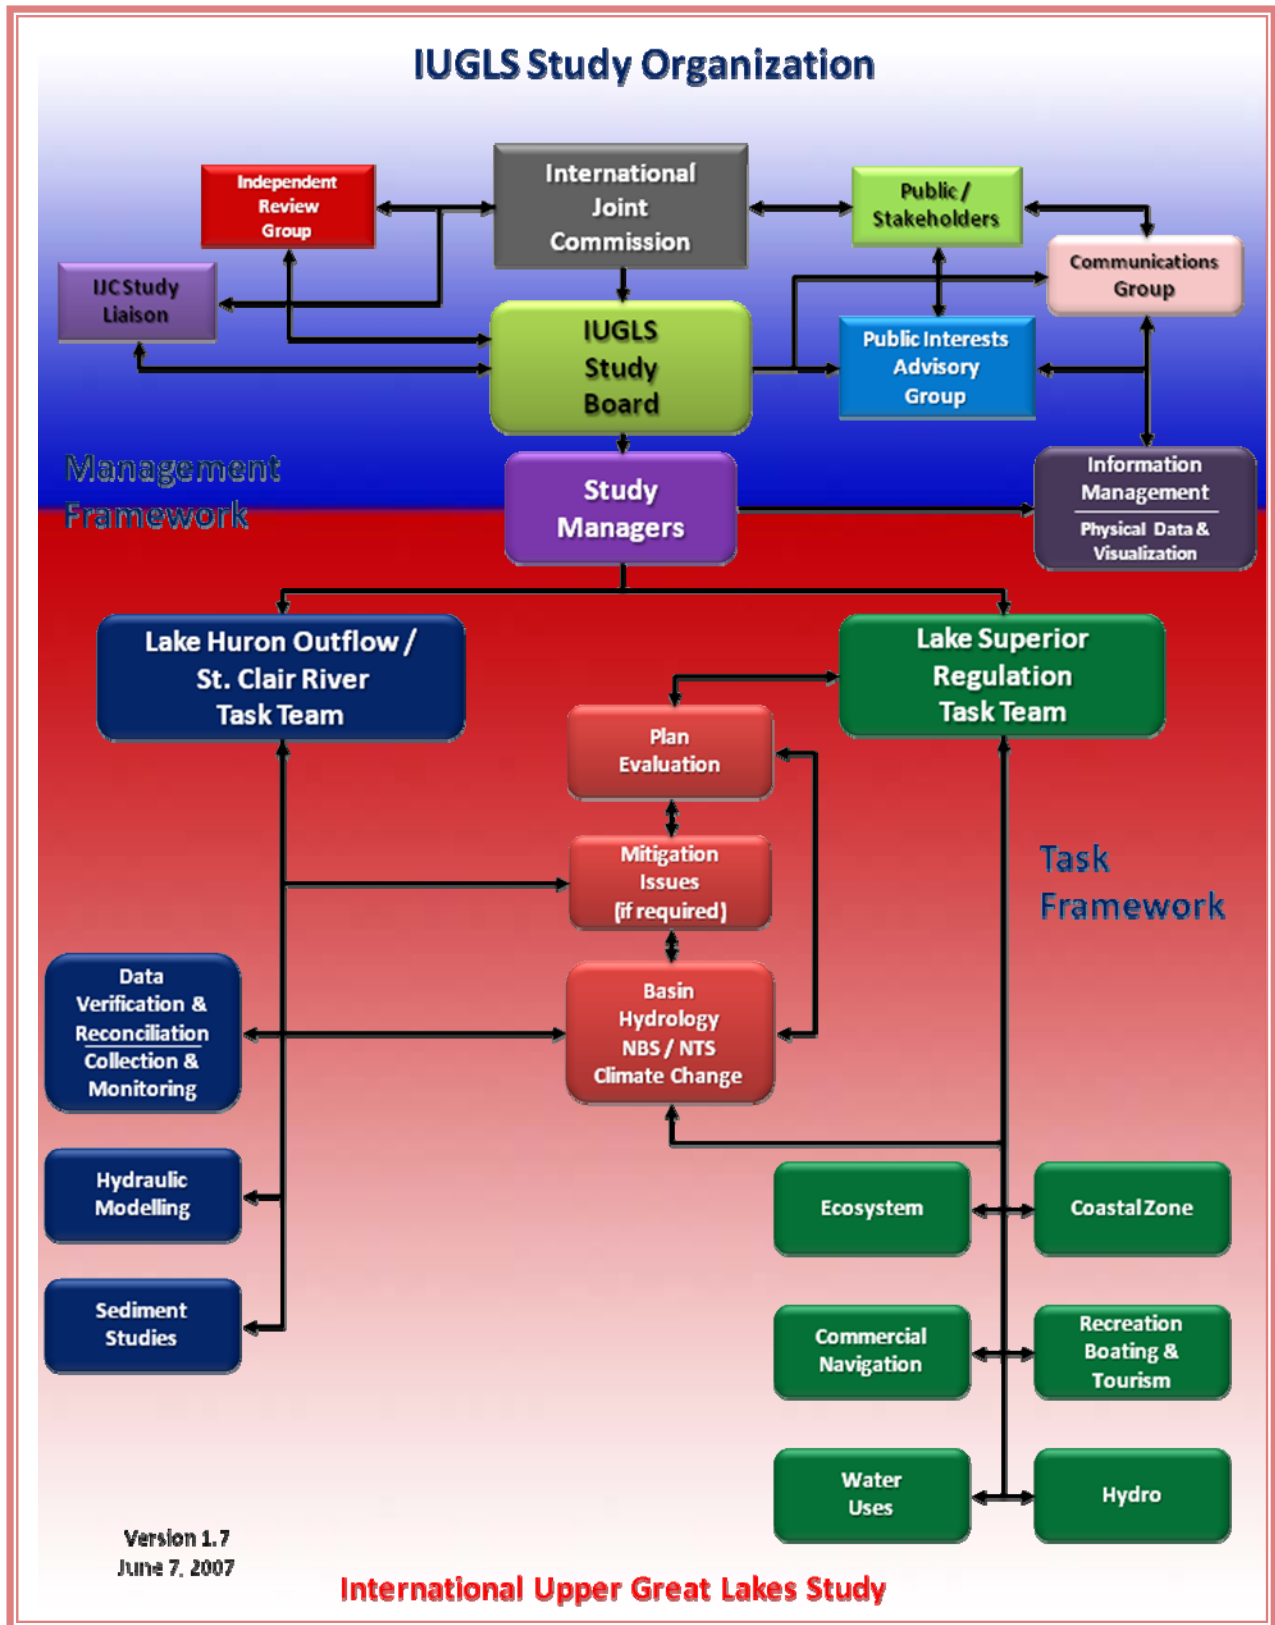 IUGLS Study Organization
Independent
Review
Group
International
Joint
Commission
Public /
Stakeholders
IJC Study
Liaison
Communications
Group
IUGLS
Study
Board
Public Interests
Advisory
Group
Management
Framework
Study
Managers
Information
Management
Physical Data &
Visualization
Lake Huron Outflow /
St. Clair River
Task Team
Lake Superior
Regulation
Task Team
Plan
Evaluation
Mitigation
Issues
(if required)
Task
Framework
Data
Verification &
Reconciliation
Collection &
Monitoring
Basin
Hydrology
NBS / NTS
Climate Change
Hydraulic
Modelling
Ecosystem
Coastal Zone
Sediment
Studies
Commercial
Navigation
Recreation
Boating &
Tourism
Water
Uses
Hydro
Version 1.7
June 7, 2007
International Upper Great Lakes Study